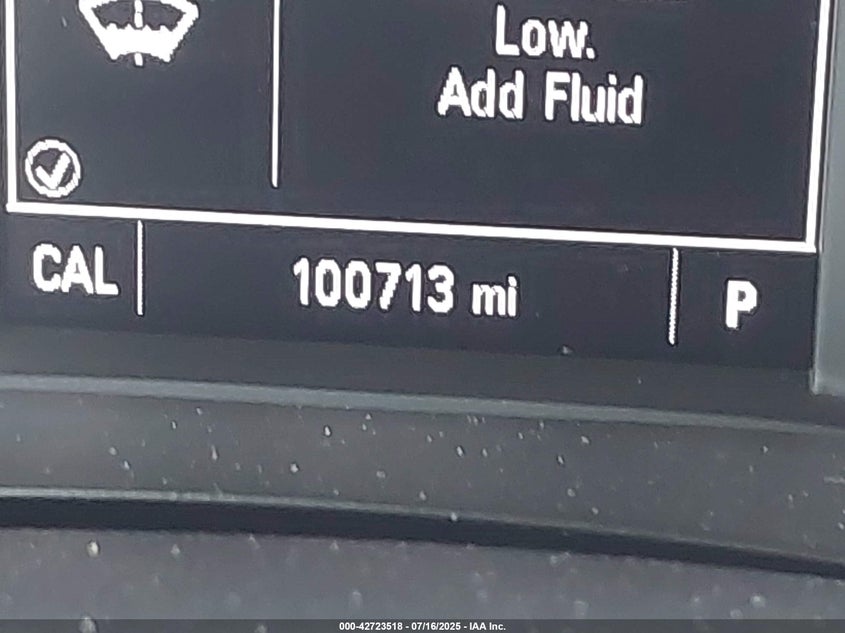 Low.
Add Fluid
CAL
100713 mi
P
000-42723518 - 07/16/2025 - IAA Inc.